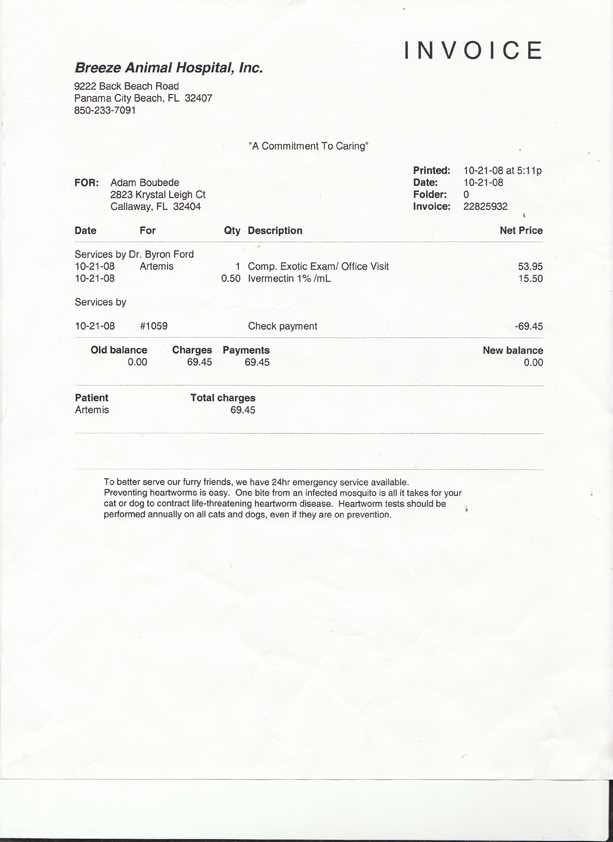 INVOICE
Breeze Animal Hospital, Inc.
9222 Back Beach Road
Panama City Beach, FL 32407
850-233-7091
"A Commitment To Caring"
Printed: 10-21-08 at 5:11p
FOR: Adam Boubede Date: 10-21-08
2823 Krystal Leigh Ct Folder: 0
Callaway, FL 32404 Invoice: 22825932
Date For Qty Description Net Price
Services by Dr. Byron Ford
10-21-08 Artemis 1 Comp. Exotic Exam/ Office Visit 53.95
10-21-08 0.50 Ivermectin 1% /mL 15.50
Services by
10-21-08 #1059 Check payment -69.45
Old balance Charges Payments New balance
0.00 69.45 69.45 0.00
Patient Total charges
Artemis 69.45
To better serve our furry friends, we have 24hr emergency service available.
Preventing heartworms is easy. One bite from an infected mosquito is all it takes for your
cat or dog to contract life-threatening heartworm disease. Heartworm tests should be
performed annually on all cats and dogs, even if they are on prevention.